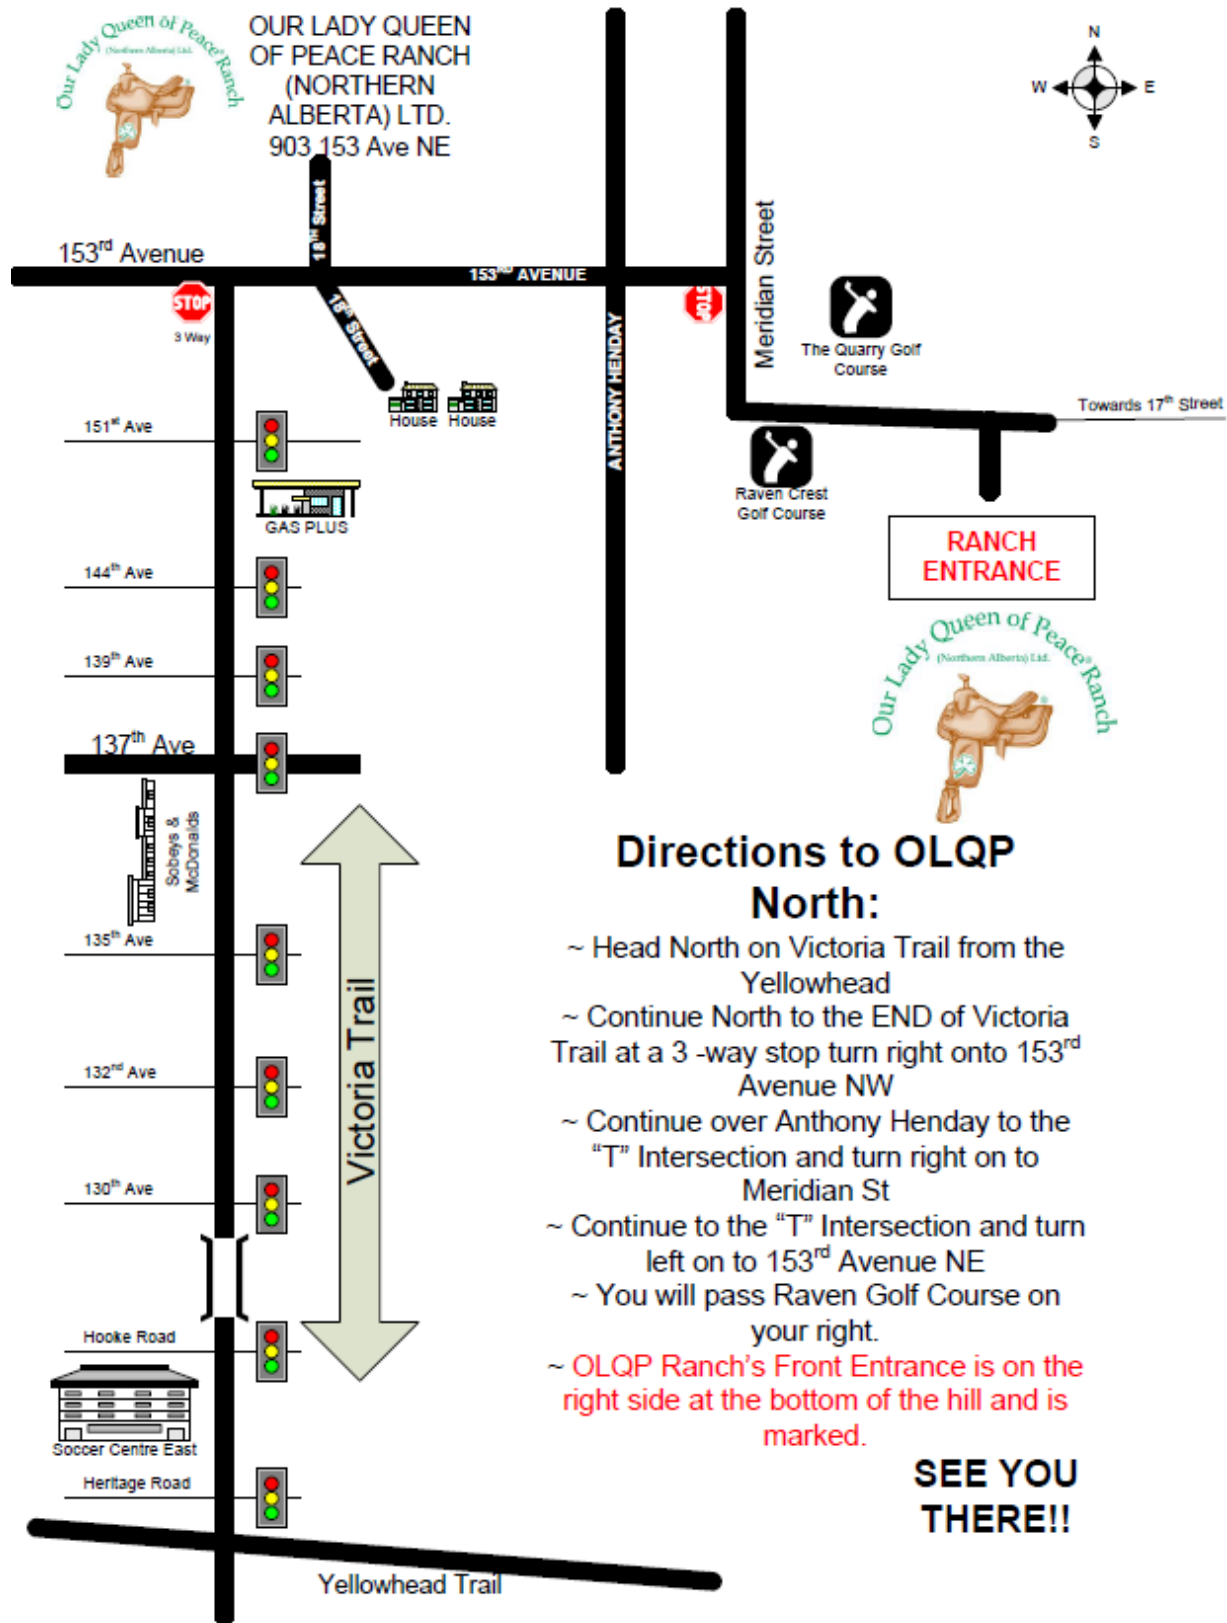 Our Lady Queen of Peace® Ranch
(Northern Alberta) Ltd.
OUR LADY QUEEN
OF PEACE RANCH
(NORTHERN
ALBERTA) LTD.
903 153 Ave NE
N
W
E
S
18TH Street
153rd Avenue
153RD AVENUE
STOP
3 Way
18th Street
House
House
ANTHONY HENDAY
STOP
Meridian Street
The Quarry Golf
Course
Towards 17th Street
Raven Crest
Golf Course
RANCH
ENTRANCE
Our Lady Queen of Peace® Ranch
(Northern Alberta) Ltd.
151st Ave
GAS PLUS
144th Ave
139th Ave
137th Ave
Sobeys &
McDonalds
135th Ave
132nd Ave
130th Ave
Victoria Trail
Hooke Road
Soccer Centre East
Heritage Road
Yellowhead Trail
Directions to OLQP
North:
~ Head North on Victoria Trail from the
Yellowhead
~ Continue North to the END of Victoria
Trail at a 3 -way stop turn right onto 153rd
Avenue NW
~ Continue over Anthony Henday to the
“T” Intersection and turn right on to
Meridian St
~ Continue to the “T” Intersection and turn
left on to 153rd Avenue NE
~ You will pass Raven Golf Course on
your right.
~ OLQP Ranch’s Front Entrance is on the
right side at the bottom of the hill and is
marked.
SEE YOU
THERE!!